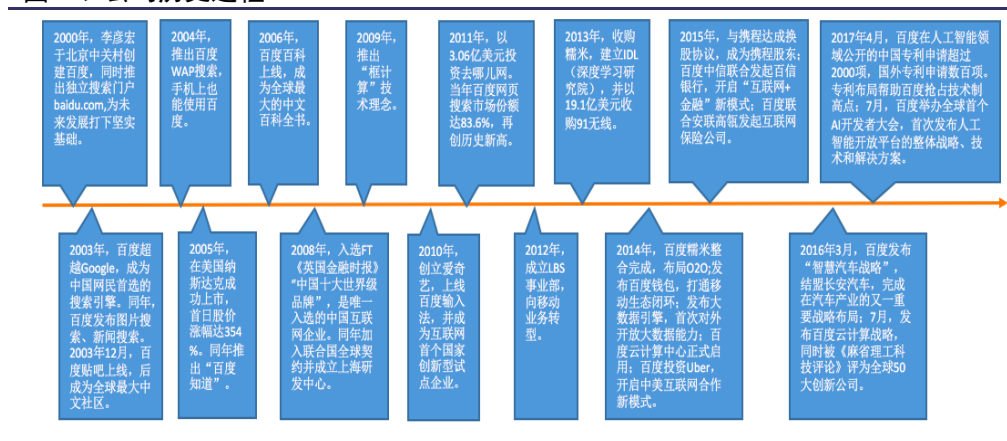 2000年，李彦宏
于北京中关村创
建百度，同时推
出独立搜索门户
baidu.com,为未
来发展打下坚实
基础。
2004年，
推出百度
WAP搜索，
手机上也
能使用百
度。
2006年，
百度百科
上线，成
为全球最
大的中文
百科全书。
2009年，
推出
“框计
算”技
术理念。
2011年，以
3.06亿美元投
资去哪儿网。
当年百度网页
搜索市场份额
达83.6%，再
创历史新高。
2013年，收购
糯米，建立IDL
（深度学习研
究院），并以
19.1亿美元收
购91无线。
2015年，与携程达成换
股协议，成为携程股东；
百度中信联合发起百信
银行，开启“互联网+
金融”新模式；百度联
合安联高瓴发起互联网
保险公司。
2017年4月，百度在人工智能领
域公开的中国专利申请超过
2000项，国外专利申请数百项。
专利布局帮助百度抢占技术制
高点；7月，百度举办全球首个
AI开发者大会，首次发布人工
智能开放平台的整体战略、技
术和解决方案。
2003年，百度超
越Google，成为
中国网民首选的
搜索引擎。同年，
百度发布图片搜
索、新闻搜索。
2003年12月，百
度贴吧上线，后
成为全球最大中
文社区。
2005年，
在美国纳
斯达克成
功上市，
首日股价
涨幅达354
%。同年推
出“百度
知道”。
2008年，入选FT
《英国金融时报》
“中国十大世界级
品牌”，是唯一
入选的中国互联
网企业。同年加
入联合国全球契
约并成立上海研
发中心。
2010年，
创立爱奇
艺，上线
百度输入
法，并成
为互联网
首个国家
创新型试
点企业。
2012年，
成立LBS
事业部，
向移动
业务转
型。
2014年，百度糯米整
合完成，布局O2O;发
布百度钱包，打通移
动生态闭环；发布大
数据引擎，首次对外
开放大数据能力；百
度云计算中心正式启
用；百度投资Uber，
开启中美互联网合作
新模式。
2016年3月，百度发布
“智慧汽车战略”，
结盟长安汽车，完成
在汽车产业的又一重
要战略布局；7月，
发布百度云计算战略，
同时被《麻省理工科
技评论》评为全球50
大创新公司。